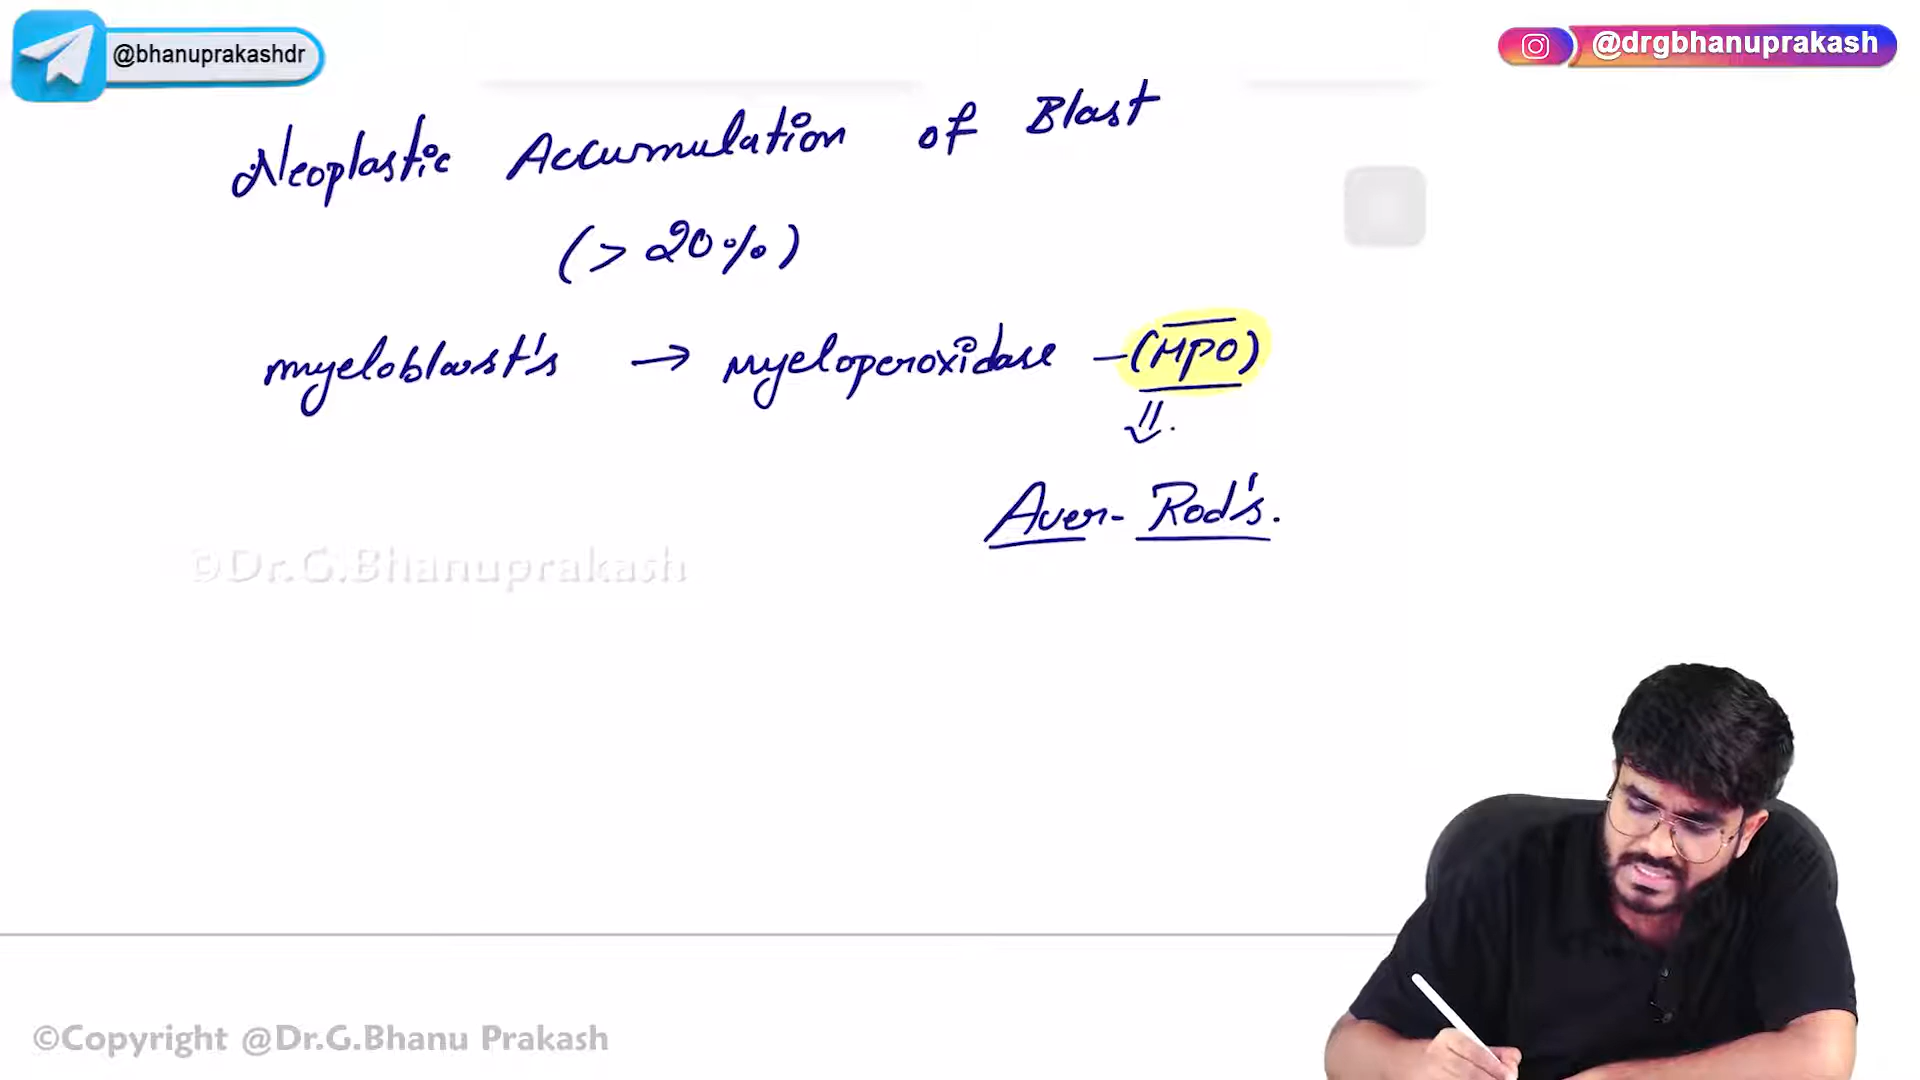 @bhanuprakashdr
@drgbhanuprakash
Neoplastic Accumulation of Blast
(> 20%)
myeloblast's → Myeloperoxidase - (MPO)
⇓
Auer- Rod's.
©Dr.G.Bhanuprakash
©Copyright @Dr.G.Bhanu Prakash